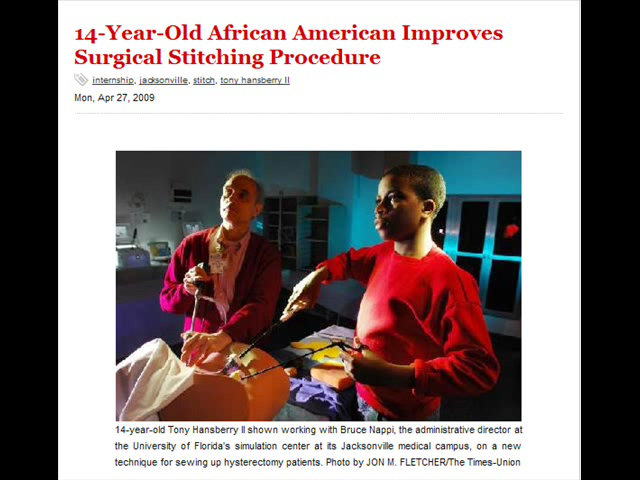 14-Year-Old African American Improves
Surgical Stitching Procedure
internship, jacksonville, stitch, tony hansberry II
Mon, Apr 27, 2009
14-year-old Tony Hansberry II shown working with Bruce Nappi, the administrative director at
the University of Florida's simulation center at its Jacksonville medical campus, on a new
technique for sewing up hysterectomy patients. Photo by JON M. FLETCHER/The Times-Union